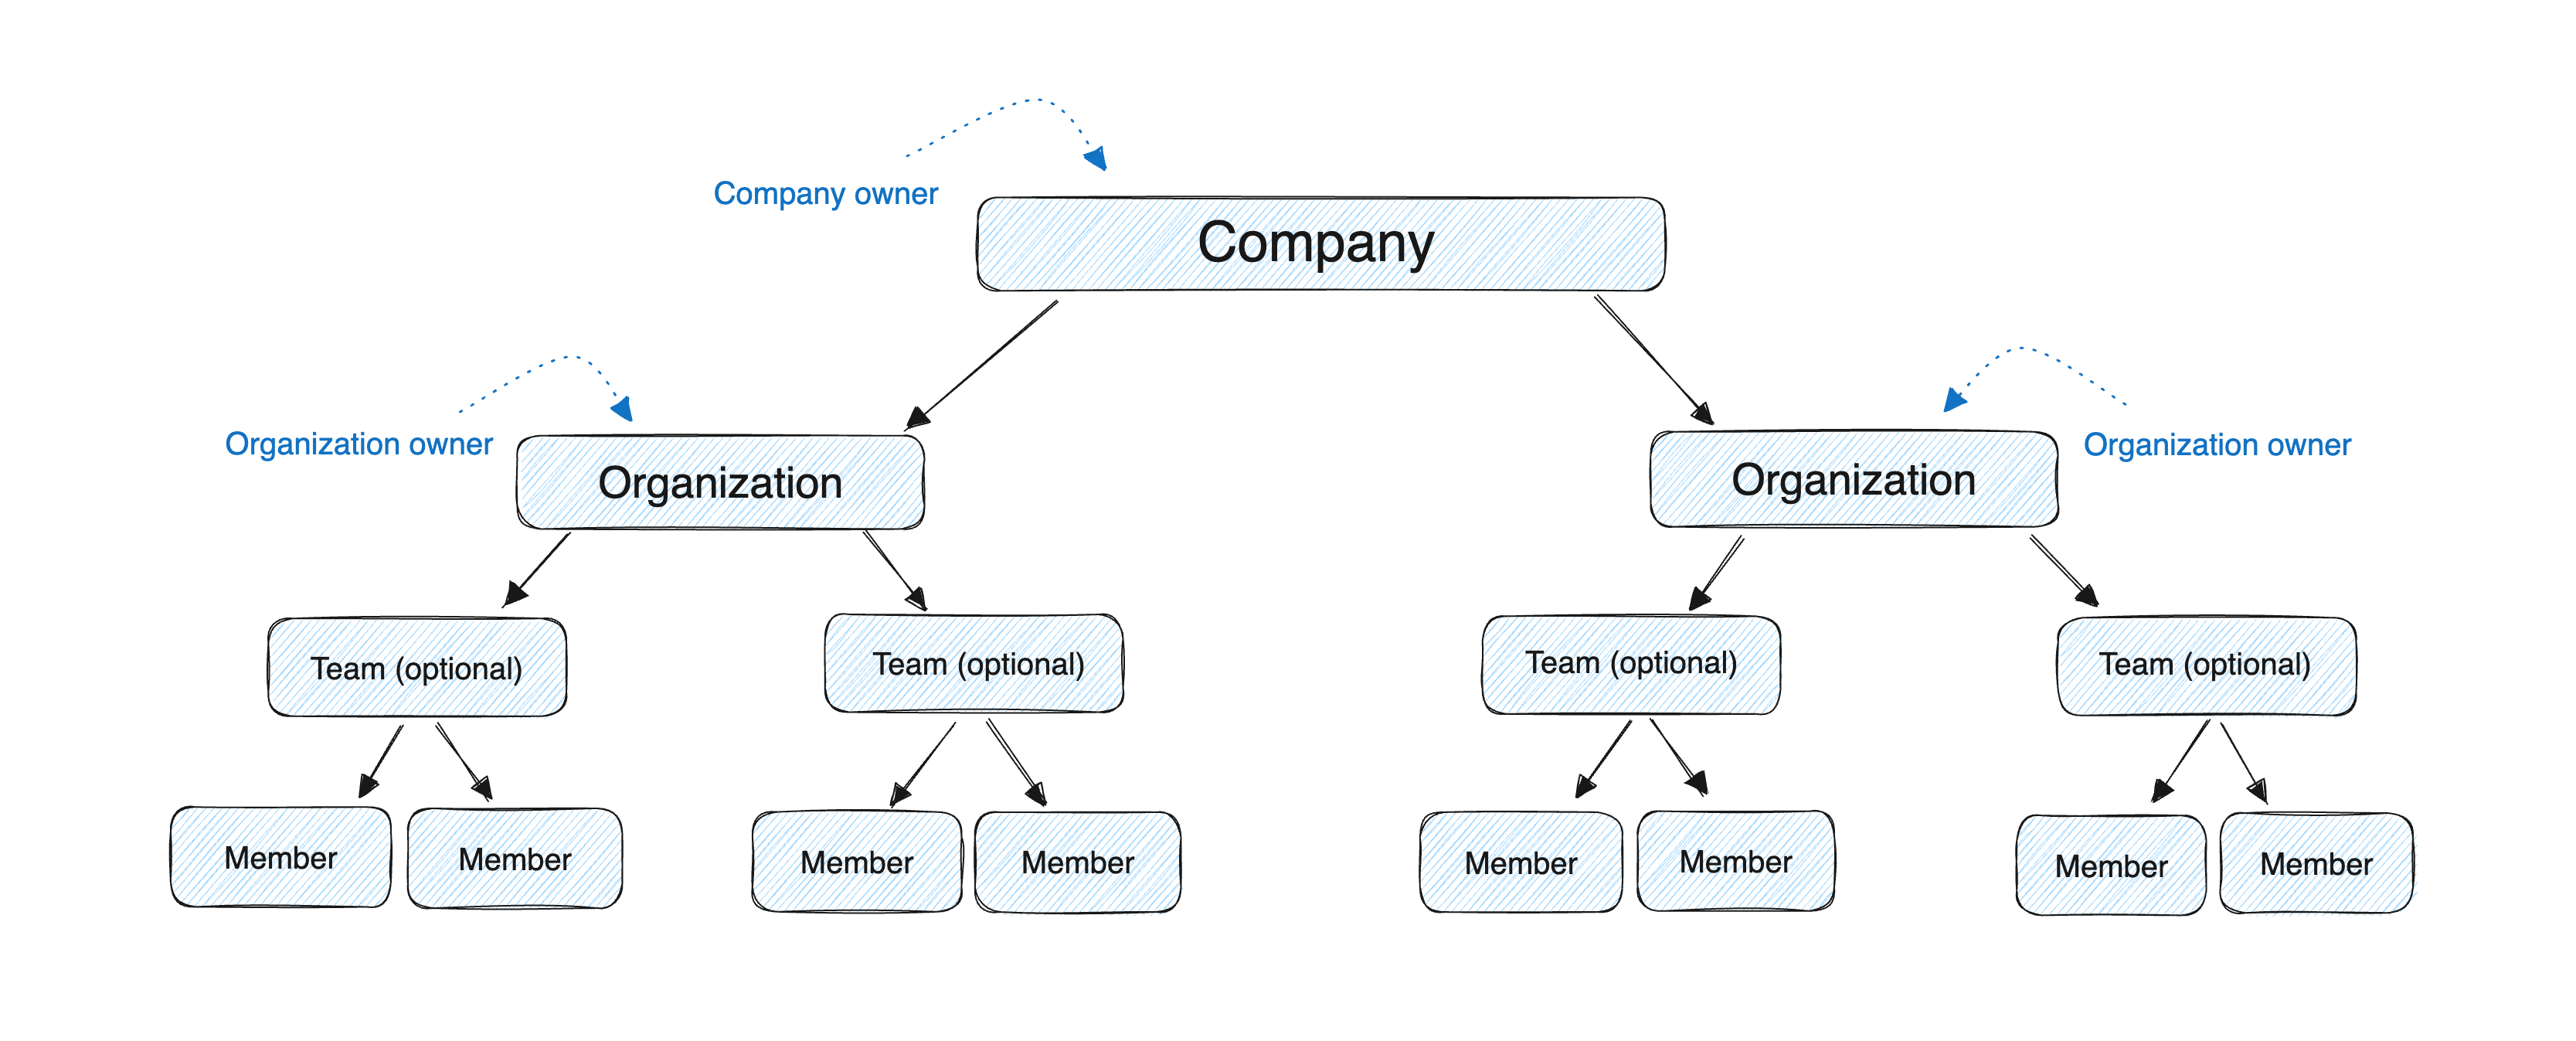 Company owner
Company
Organization owner
Organization owner
Organization
Organization
Team (optional)
Team (optional)
Team (optional)
Team (optional)
Member
Member
Member
Member
Member
Member
Member
Member